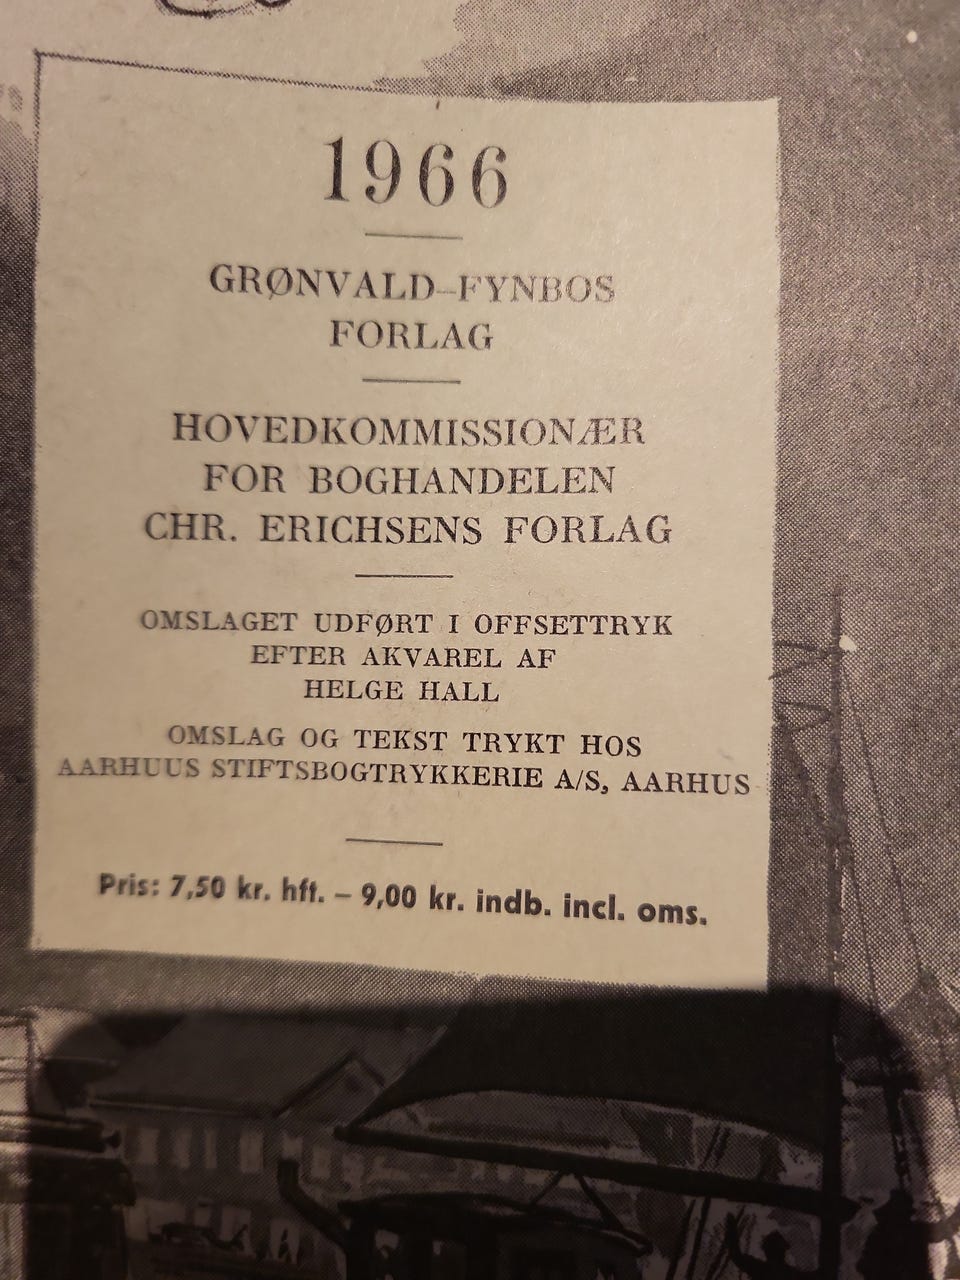 1966
GRØNVALD-FYNBOS
FORLAG
HOVEDKOMMISSIONÆR
FOR BOGHANDELEN
CHR. ERICHSENS FORLAG
OMSLAGET UDFØRT I OFFSETTRYK
EFTER AKVAREL AF
HELGE HALL
OMSLAG OG TEKST TRYKT HOS
AARHUUS STIFTSBOGTRYKKERIE A/S, AARHUS
Pris: 7,50 kr. hft. – 9,00 kr. indb. incl. oms.